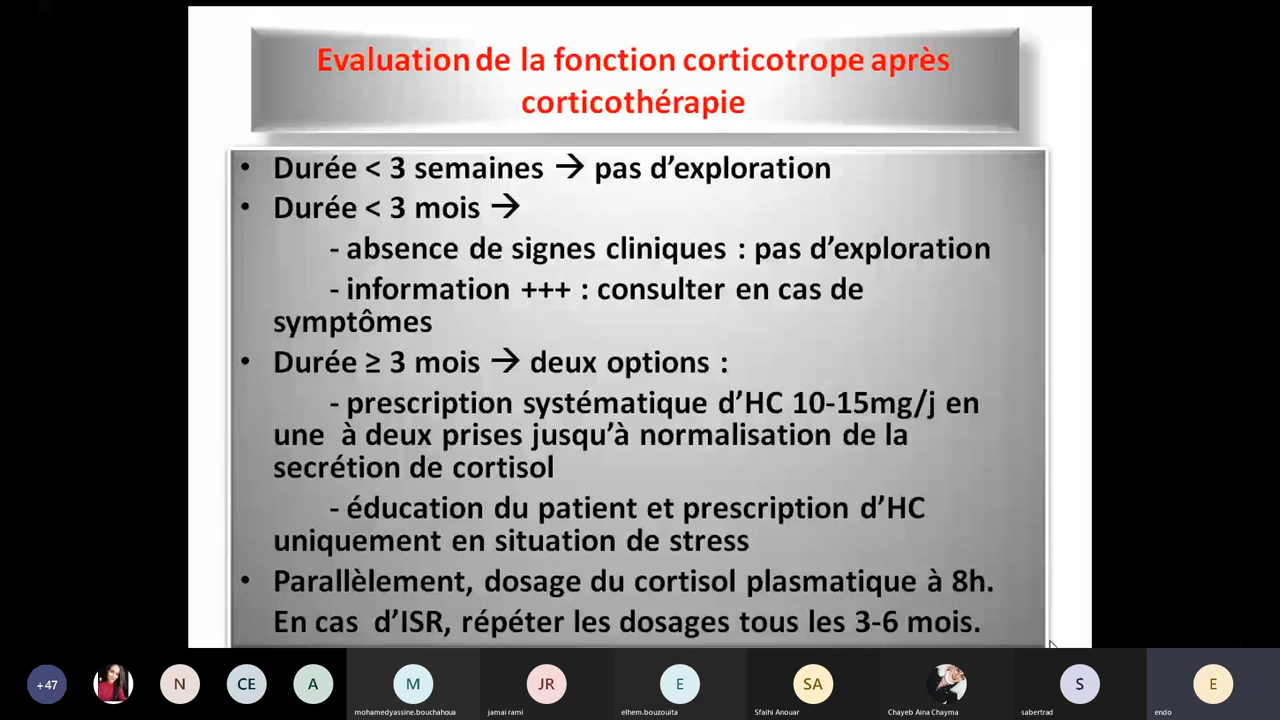 Evaluation de la fonction corticotrope après
corticothérapie
• Durée < 3 semaines → pas d’exploration
• Durée < 3 mois →
- absence de signes cliniques : pas d’exploration
- information +++ : consulter en cas de
symptômes
• Durée ≥ 3 mois → deux options :
- prescription systématique d’HC 10-15mg/j en
une à deux prises jusqu’à normalisation de la
secrétion de cortisol
- éducation du patient et prescription d’HC
uniquement en situation de stress
• Parallèlement, dosage du cortisol plasmatique à 8h.
En cas d’ISR, répéter les dosages tous les 3-6 mois.
+47 N CE A M JR E SA S E
mohamedyassine.bouchahoua jamai rami elhem.bouzouita Sfaihi Anouar Chayeb Aina Chayma sabertrad endo